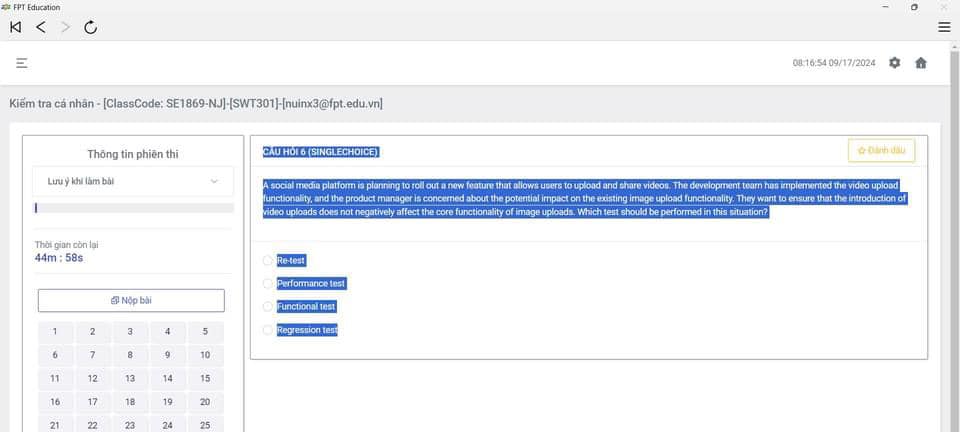 FPT Education
08:16:54 09/17/2024
Kiểm tra cá nhân - [ClassCode: SE1869-NJ]-[SWT301]-[nuinx3@fpt.edu.vn]
Thông tin phiên thi
Lưu ý khi làm bài
Thời gian còn lại
44m : 58s
Nộp bài
1 2 3 4 5
6 7 8 9 10
11 12 13 14 15
16 17 18 19 20
21 22 23 24 25
CÂU HỎI 6 (SINGLECHOICE)
Đánh dấu
A social media platform is planning to roll out a new feature that allows users to upload and share videos. The development team has implemented the video upload
functionality, and the product manager is concerned about the potential impact on the existing image upload functionality. They want to ensure that the introduction of
video uploads does not negatively affect the core functionality of image uploads. Which test should be performed in this situation?
Re-test
Performance test
Functional test
Regression test